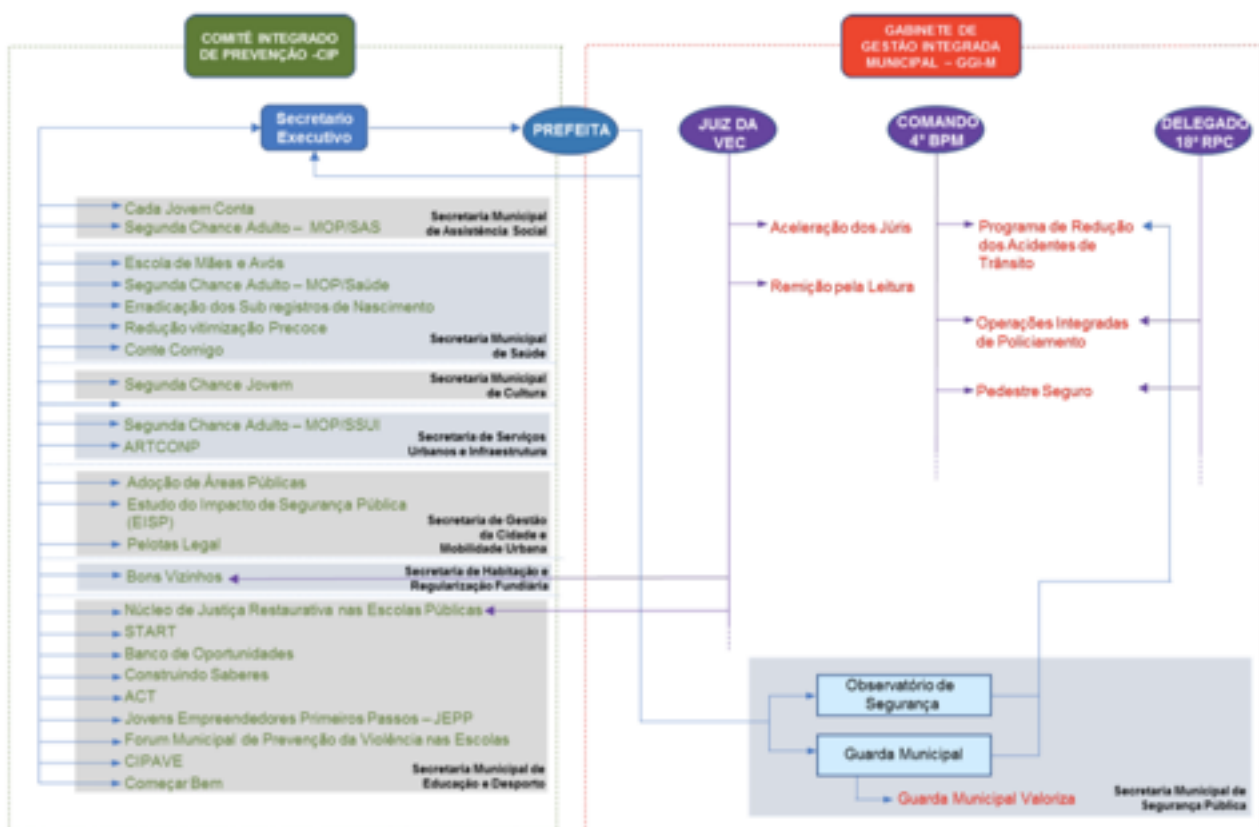 COMITÊ INTEGRADO
DE PREVENÇÃO -CIP
GABINETE DE
GESTÃO INTEGRADA
MUNICIPAL – GGI-M
Secretario
Executivo
PREFEITA
JUIZ DA
VEC
COMANDO
4° BPM
DELEGADO
18ª RPC
Cada Jovem Conta
Segunda Chance Adulto – MOP/SAS
Secretaria Municipal
de Assistência Social
Escola de Mães e Avós
Segunda Chance Adulto – MOP/Saúde
Erradicação dos Sub registros de Nascimento
Redução vitimização Precoce
Conte Comigo
Secretaria Municipal
de Saúde
Segunda Chance Jovem
Secretaria Municipal
de Cultura
Segunda Chance Adulto – MOP/SSUI
ARTCONP
Secretaria de Serviços
Urbanos e Infraestrutura
Adoção de Áreas Públicas
Estudo do Impacto de Segurança Pública
(EISP)
Pelotas Legal
Secretaria de Gestão
da Cidade e
Mobilidade Urbana
Bons Vizinhos
Secretaria de Habitação e
Regularização Fundiária
Núcleo de Justiça Restaurativa nas Escolas Públicas
START
Banco de Oportunidades
Construindo Saberes
ACT
Jovens Empreendedores Primeiros Passos – JEPP
Forum Municipal de Prevenção da Violência nas Escolas
CIPAVE
Começar Bem
Secretaria Municipal de
Educação e Desporto
Aceleração dos Júris
Remição pela Leitura
Programa de Redução
dos Acidentes de
Trânsito
Operações Integradas
de Policiamento
Pedestre Seguro
Observatório de
Segurança
Guarda Municipal
Guarda Municipal Valoriza
Secretaria Municipal de
Segurança Pública